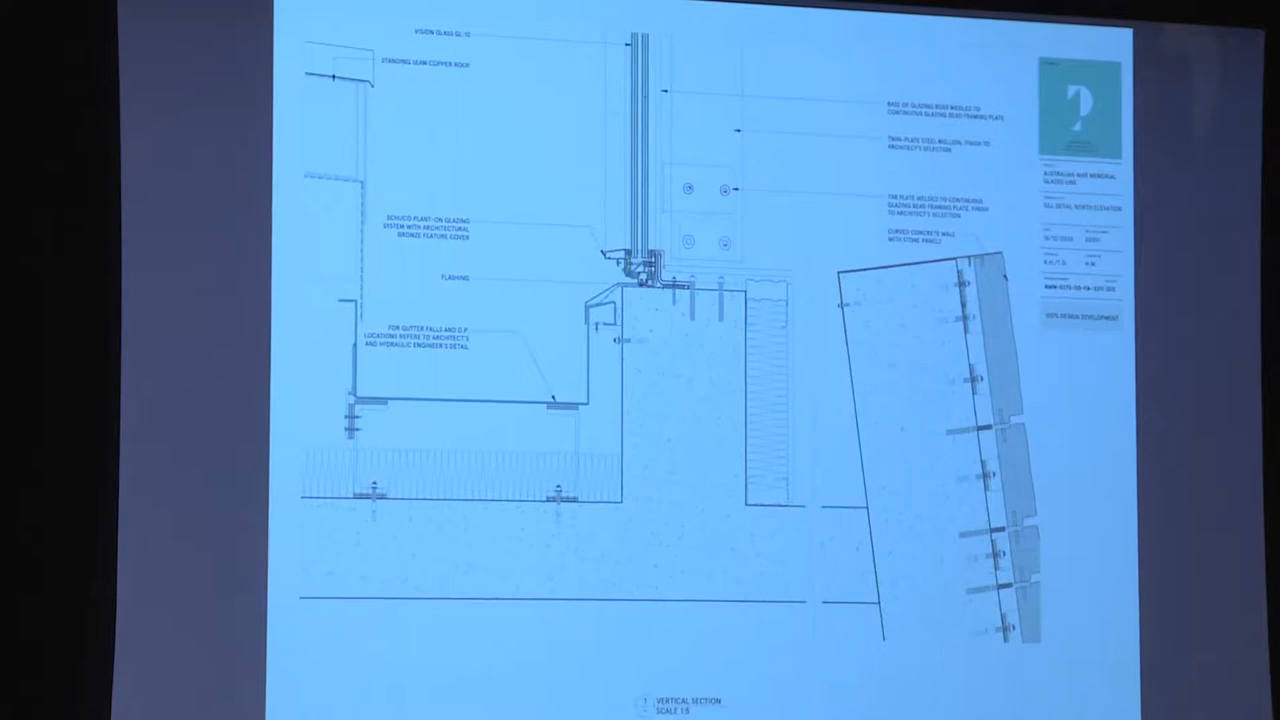 VISION GLASS GL-10
STANDING SEAM COPPER ROOF
BASE OF GLAZING BEAD WEDLED TO
CONTINUOUS GLAZING BEAD FRAMING PLATE
TWIN-PLATE STEEL MULLION, FINISH TO
ARCHITECT'S SELECTION
TAB PLATE WELDED TO CONTINUOUS
GLAZING BEAD FRAMING PLATE, FINISH
TO ARCHITECT'S SELECTION
CURVED CONCRETE WALL
WITH STONE PANELS
SCHUCO PLANT-ON GLAZING
SYSTEM WITH ARCHITECTURAL
BRONZE FEATURE COVER
FLASHING
FOR GUTTER FALLS AND D.P
LOCATIONS REFERE TO ARCHITECT'S
AND HYDRAULIC ENGINEER'S DETAIL
AUSTRALIAN WAR MEMORIAL
GLAZED LINK
SILL DETAIL NORTH ELEVATION
100% DESIGN DEVELOPMENT
VERTICAL SECTION
SCALE 1:5